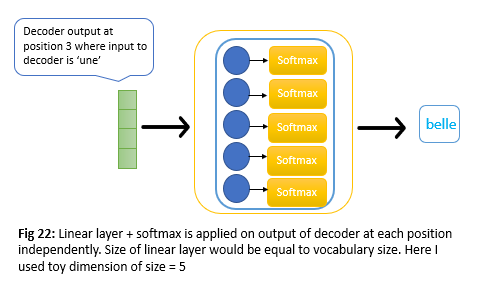 Decoder output at
position 3 where input to
decoder is ‘une’
Softmax
Softmax
Softmax
Softmax
Softmax
belle
Fig 22: Linear layer + softmax is applied on output of decoder at each position
independently. Size of linear layer would be equal to vocabulary size. Here I
used toy dimension of size = 5